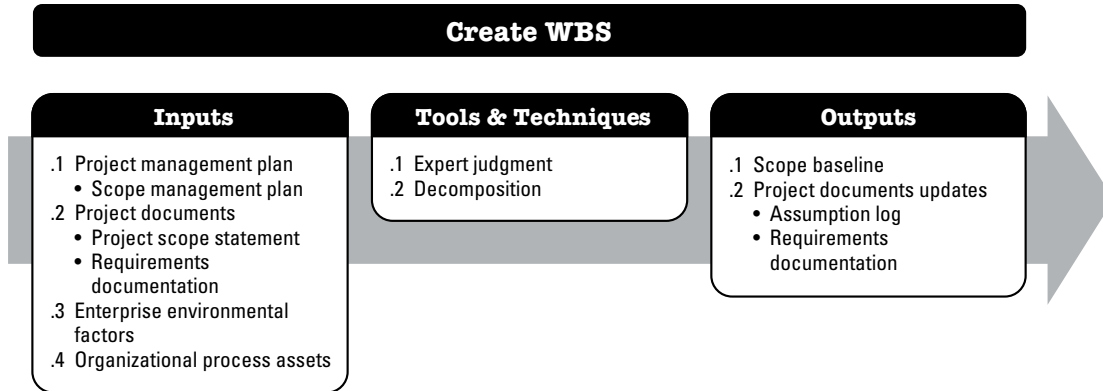 Create WBS
Inputs
.1 Project management plan
• Scope management plan
.2 Project documents
• Project scope statement
• Requirements
documentation
.3 Enterprise environmental
factors
.4 Organizational process assets
Tools & Techniques
.1 Expert judgment
.2 Decomposition
Outputs
.1 Scope baseline
.2 Project documents updates
• Assumption log
• Requirements
documentation